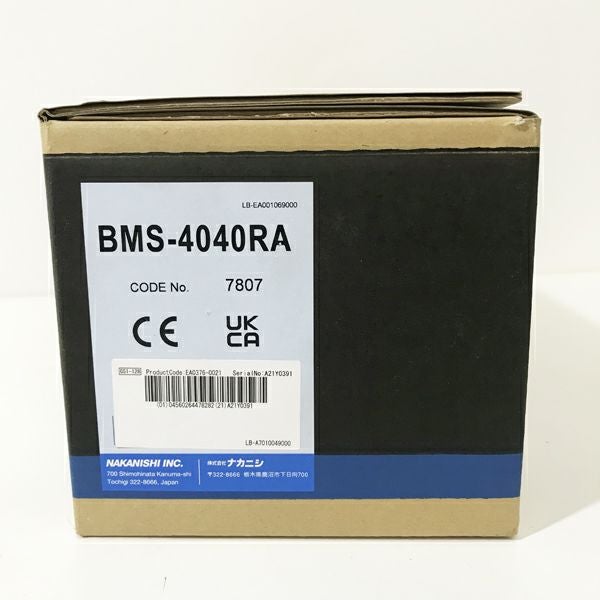 LB-EA001069000
BMS-4040RA
CODE No. 7807
CE
UK
CA
GS1-128 ProductCode:EA0376-0021 SerialNo:A21Y0391
(01)04560264478282(21)A21Y0391
LB-A7010049000
NAKANISHI INC.
700 Shimohinata Kanuma-shi
Tochigi 322-8666, Japan
株式会社ナカニシ
〒322-8666 栃木県鹿沼市下日向700